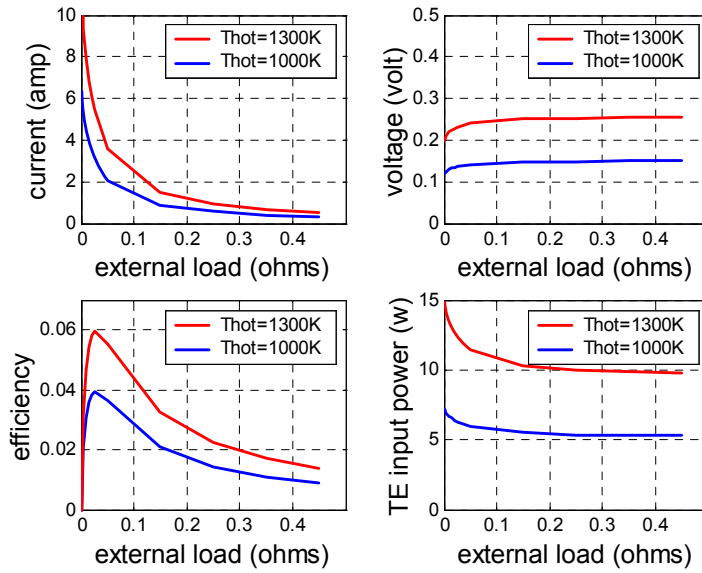 current (amp)
10
8
6
4
2
0
0
0.1
0.2
0.3
0.4
external load (ohms)
Thot=1300K
Thot=1000K
voltage (volt)
0.5
0.4
0.3
0.2
0.1
0
0
0.1
0.2
0.3
0.4
external load (ohms)
Thot=1300K
Thot=1000K
efficiency
0.06
0.04
0.02
0
0
0.1
0.2
0.3
0.4
external load (ohms)
Thot=1300K
Thot=1000K
TE input power (w)
15
10
5
0
0
0.1
0.2
0.3
0.4
external load (ohms)
Thot=1300K
Thot=1000K